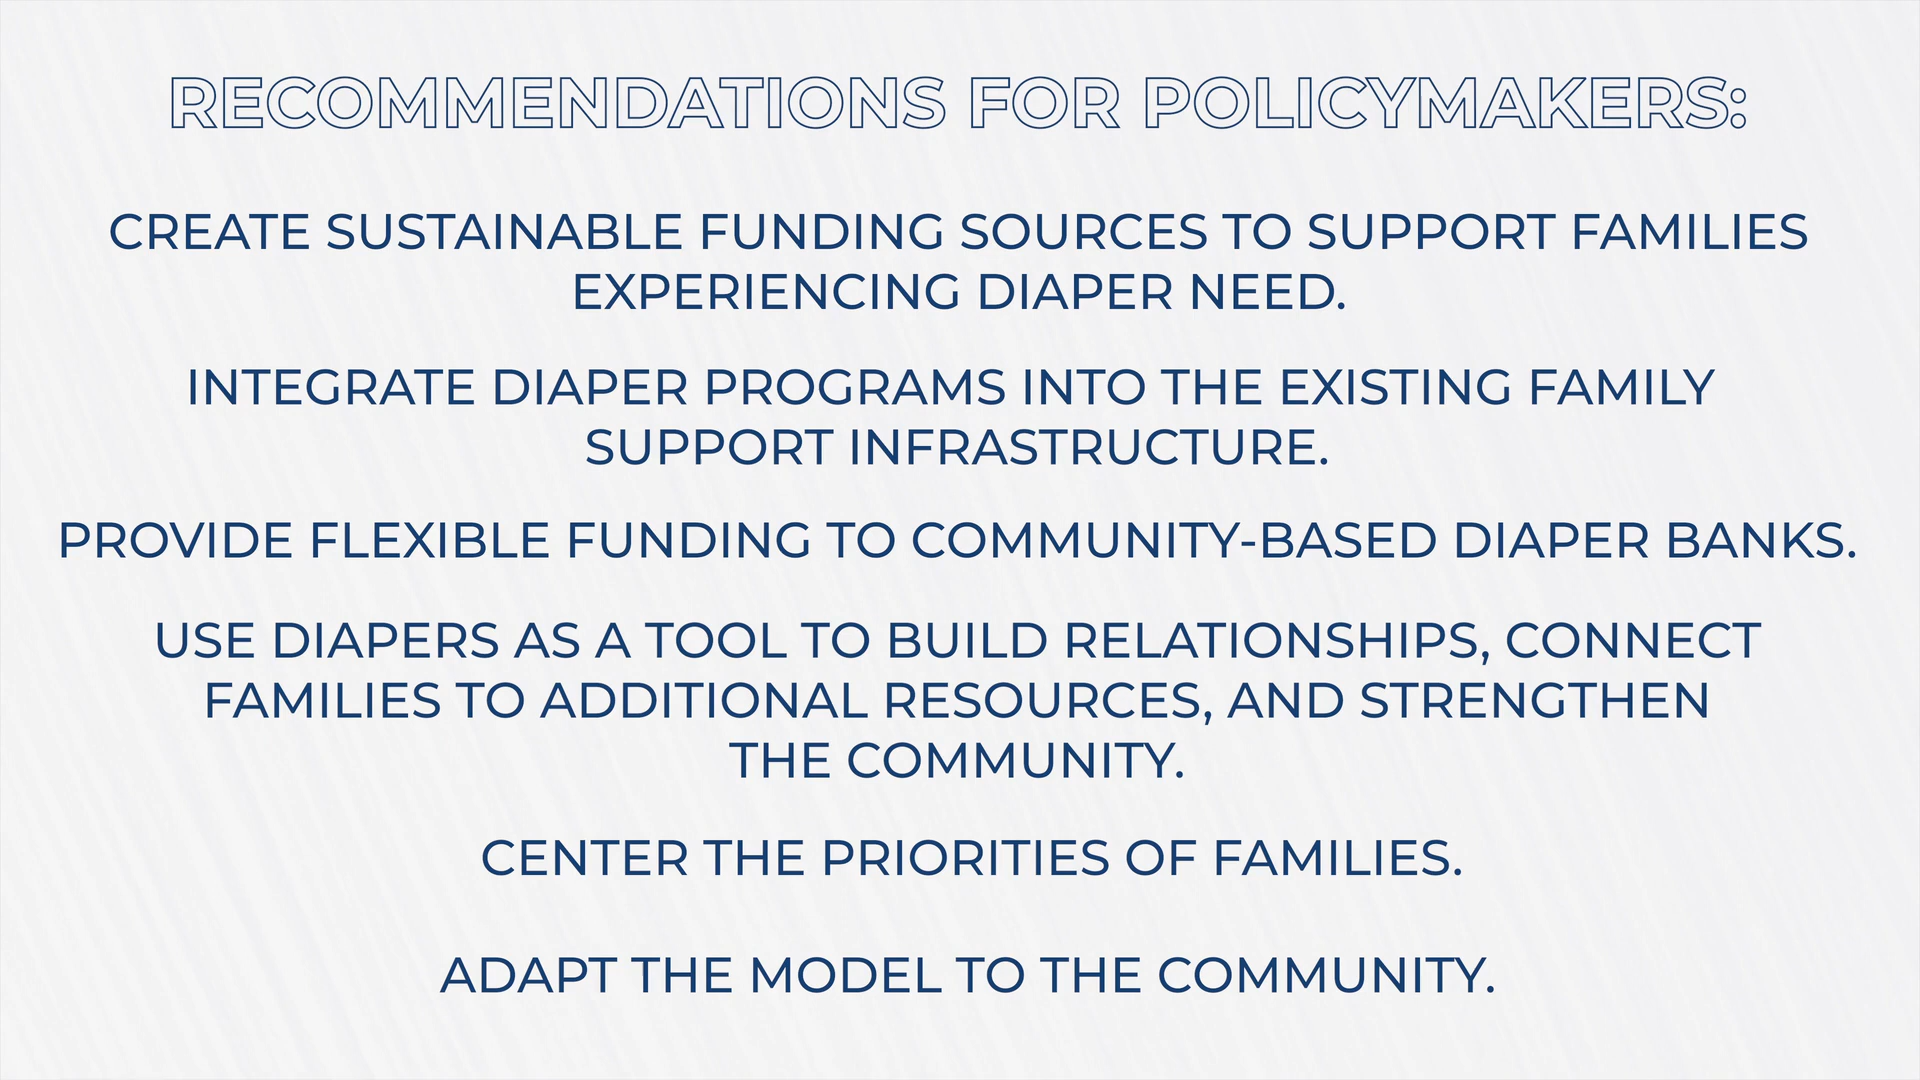 RECOMMENDATIONS FOR POLICYMAKERS:
CREATE SUSTAINABLE FUNDING SOURCES TO SUPPORT FAMILIES
EXPERIENCING DIAPER NEED.
INTEGRATE DIAPER PROGRAMS INTO THE EXISTING FAMILY
SUPPORT INFRASTRUCTURE.
PROVIDE FLEXIBLE FUNDING TO COMMUNITY-BASED DIAPER BANKS.
USE DIAPERS AS A TOOL TO BUILD RELATIONSHIPS, CONNECT
FAMILIES TO ADDITIONAL RESOURCES, AND STRENGTHEN
THE COMMUNITY.
CENTER THE PRIORITIES OF FAMILIES.
ADAPT THE MODEL TO THE COMMUNITY.